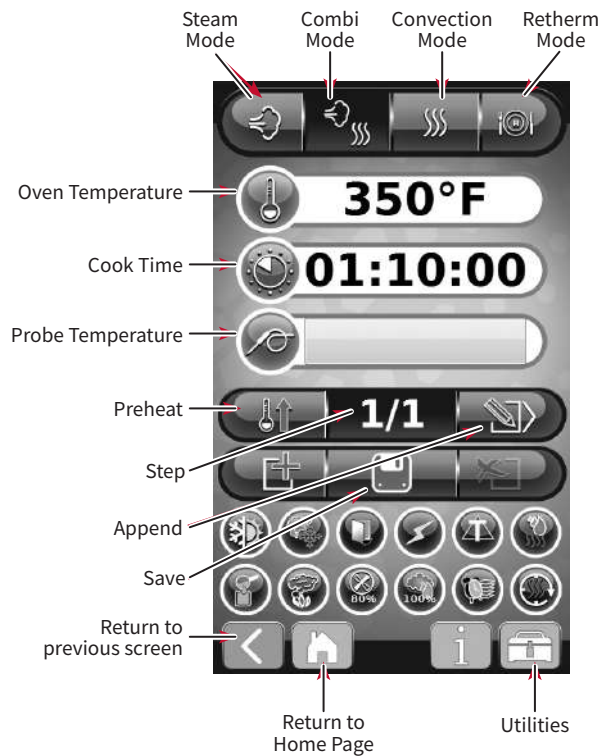 Steam
Mode
Combi
Mode
Convection
Mode
Retherm
Mode
R
Oven Temperature
350°F
Cook Time
01:10:00
Probe Temperature
Preheat
1/1
Step
Append
Save
80%
100%
Return to
previous screen
i
Return to
Home Page
Utilities